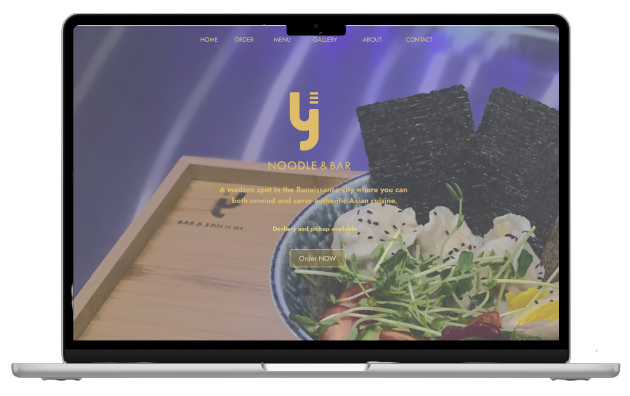 HOME ORDER MENU GALLERY ABOUT CONTACT
y
NOODLE & BAR
A modern spot in the Renaissance city where you can
both unwind and savor authentic Asian cuisine.
Devliery and pickup available
Order NOW